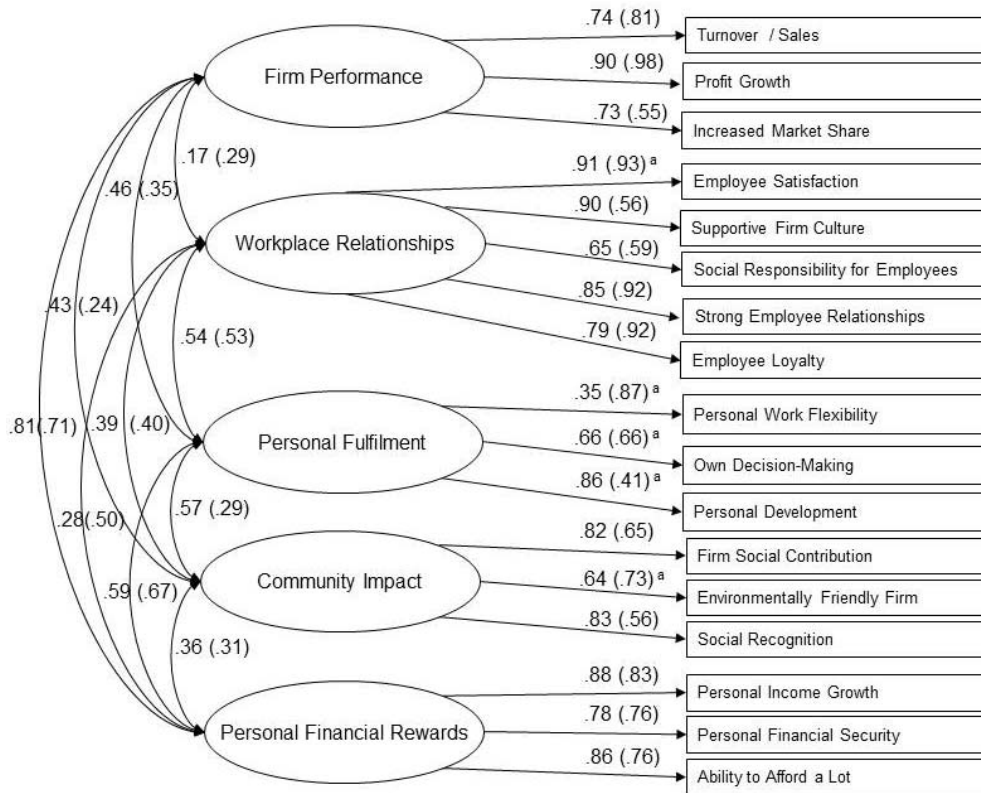 .74 (.81)
Turnover / Sales
Firm Performance
.90 (.98)
Profit Growth
.73 (.55)
Increased Market Share
.17 (.29)
.91 (.93) a
Employee Satisfaction
.46 (.35)
.90 (.56)
Supportive Firm Culture
Workplace Relationships
.65 (.59)
Social Responsibility for Employees
.43 (.24)
.85 (.92)
Strong Employee Relationships
.54 (.53)
.79 (.92)
Employee Loyalty
.35 (.87) a
Personal Work Flexibility
.81(.71)
.39 (.40)
Personal Fulfilment
.66 (.66) a
Own Decision-Making
.86 (.41) a
Personal Development
.57 (.29)
.28(.50)
.82 (.65)
Firm Social Contribution
Community Impact
.64 (.73) a
Environmentally Friendly Firm
.59 (.67)
.83 (.56)
Social Recognition
.36 (.31)
.88 (.83)
Personal Income Growth
Personal Financial Rewards
.78 (.76)
Personal Financial Security
.86 (.76)
Ability to Afford a Lot